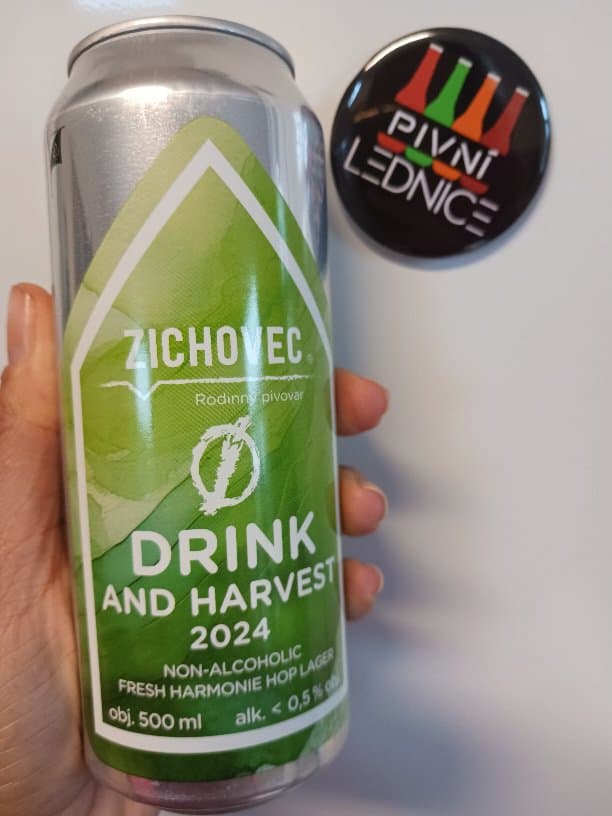 PIVNÍ
LEDNICE
ZICHOVEC
Rodinný pivovar
DRINK
AND HARVEST
2024
NON-ALCOHOLIC
FRESH HARMONIE HOP LAGER
obj. 500 ml alk. < 0,5 % ob.